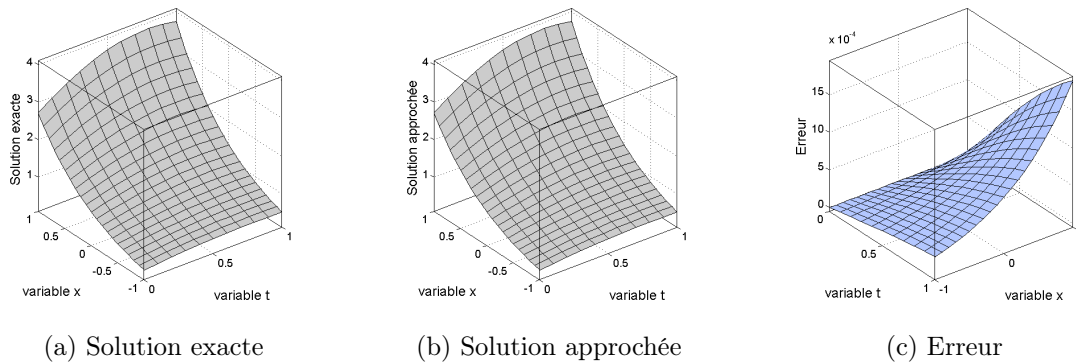 4
3
2
1
Solution exacte
1
0.5
0
-0.5
-1
variable x
0
0.5
1
variable t
(a) Solution exacte
4
3
2
1
Solution approchée
1
0.5
0
-0.5
-1
variable x
0
0.5
1
variable t
(b) Solution approchée
x 10-4
15
10
5
0
Erreur
0
0.5
1
variable t
-1
0
1
variable x
(c) Erreur